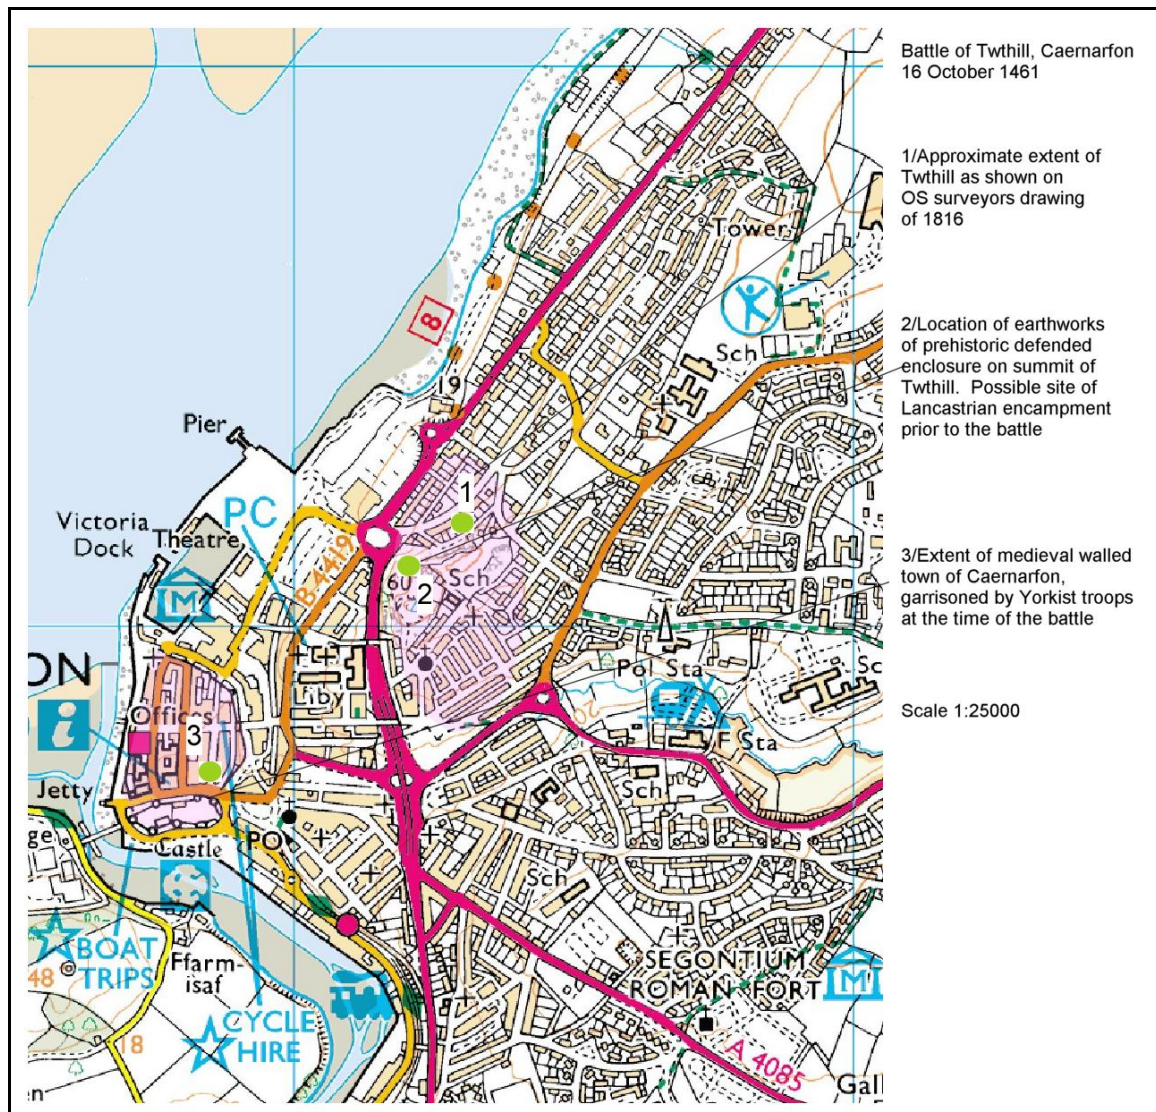 Battle of Twthill, Caernarfon
16 October 1461
1/Approximate extent of
Twthill as shown on
OS surveyors drawing
of 1816
2/Location of earthworks
of prehistoric defended
enclosure on summit of
Twthill. Possible site of
Lancastrian encampment
prior to the battle
3/Extent of medieval walled
town of Caernarfon,
garrisoned by Yorkist troops
at the time of the battle
Scale 1:25000
Tower
8
Sch
19
Pier
1
PC
Victoria
Dock
Theatre
B 4419
M
60
Sch
2
ON
Liby
Pol Sta
Sc
i
Offices
3
20
F Sta
Jetty
Sch
ge
PO
Castle
Sch
BOAT
TRIPS
48
Ffarm-
isaf
SEGONTIUM
ROMAN FORT
M
CYCLE
HIRE
18
A 4085
Gal
en